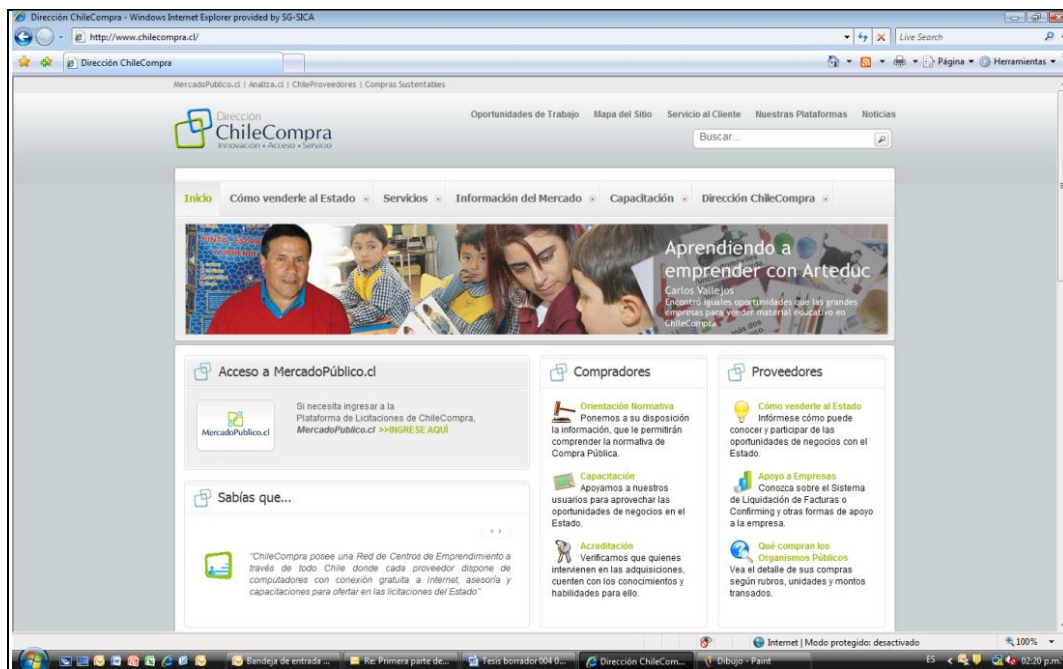 Dirección ChileCompra - Windows Internet Explorer provided by SG-SICA
http://www.chilecompra.cl/
Live Search
Dirección ChileCompra
Página
Herramientas
MercadoPublico.cl | Analiza.cl | ChileProveedores | Compras Sustentables
Dirección
ChileCompra
Innovación • Acceso • Servicio
Oportunidades de Trabajo Mapa del Sitio Servicio al Cliente Nuestras Plataformas Noticias
Buscar...
Inicio Cómo venderle al Estado Servicios Información del Mercado Capacitación Dirección ChileCompra
Aprendiendo a
emprender con Arteduc
Carlos Vallejos
Encontró iguales oportunidades que las grandes
empresas para vender material educativo en
ChileCompra
más dos
Acceso a MercadoPúblico.cl
MercadoPublico.cl
Si necesita ingresar a la
Plataforma de Licitaciones de ChileCompra,
MercadoPublico.cl >>INGRESE AQUÍ
Sabías que...
"ChileCompra posee una Red de Centros de Emprendimiento a
través de todo Chile donde cada proveedor dispone de
computadores con conexión gratuita a Internet, asesoría y
capacitaciones para ofertar en las licitaciones del Estado"
Compradores
Orientación Normativa
Ponemos a su disposición
la información, que le permitirán
comprender la normativa de
Compra Pública.
Capacitación
Apoyamos a nuestros
usuarios para aprovechar las
oportunidades de negocios en el
Estado.
Acreditación
Verificamos que quienes
intervienen en las adquisiciones,
cuenten con los conocimientos y
habilidades para ello.
Proveedores
Cómo venderle al Estado
Infórmese cómo puede
conocer y participar de las
oportunidades de negocios con el
Estado.
Apoyo a Empresas
Conozca sobre el Sistema
de Liquidación de Facturas o
Confirming y otras formas de apoyo
a la empresa.
Qué compran los
Organismos Públicos
Vea el detalle de sus compras
según rubros, unidades y montos
transados.
Internet | Modo protegido: desactivado
100%
Bandeja de entrada ...
Re: Primera parte de...
Tesis borrador 004 0...
Dirección ChileCom...
Dibujo - Paint
ES
02:20 p.m.